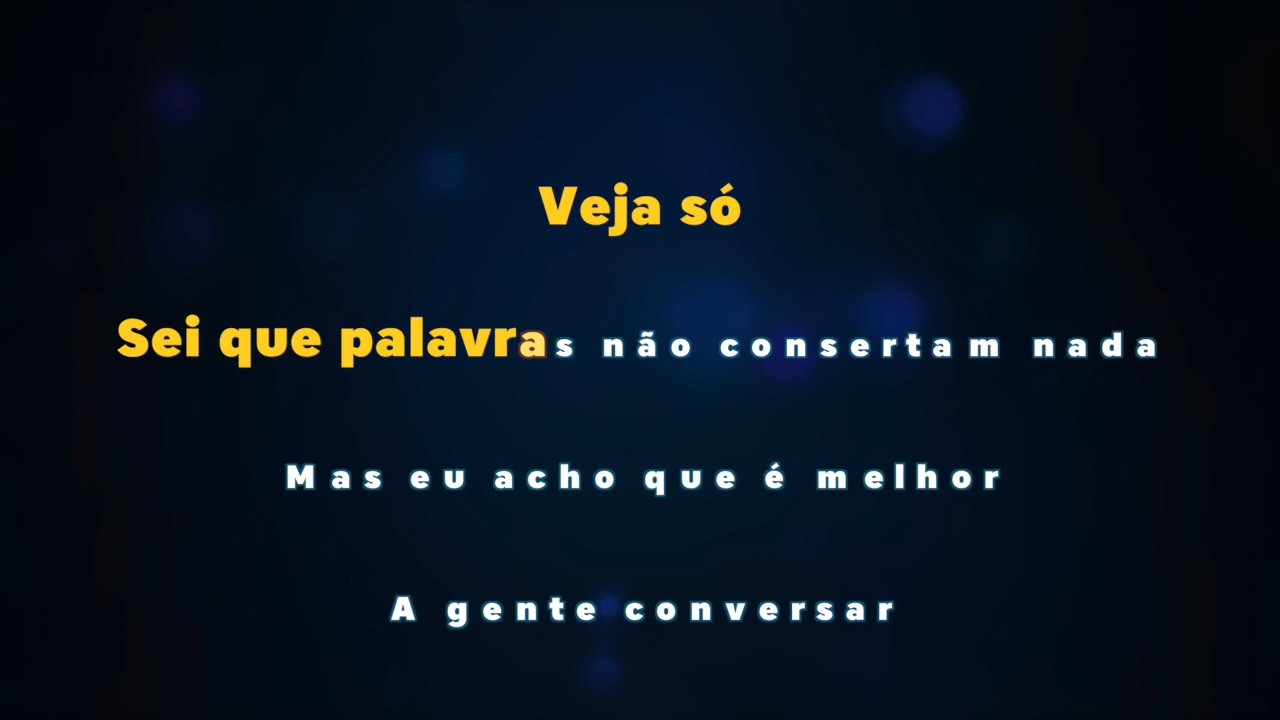 Veja só
Sei que palavras não consertam nada
Mas eu acho que é melhor
A gente conversar